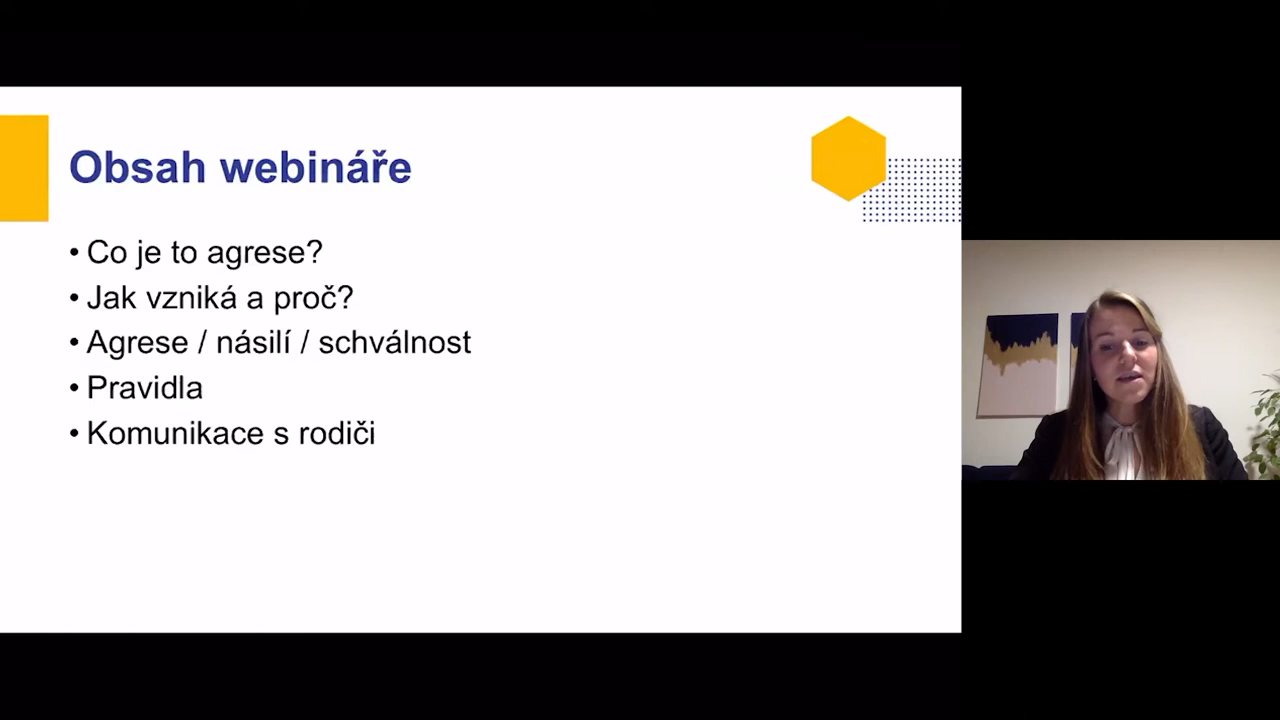 Obsah webináře
• Co je to agrese?
• Jak vzniká a proč?
• Agrese / násilí / schválnost
• Pravidla
• Komunikace s rodiči